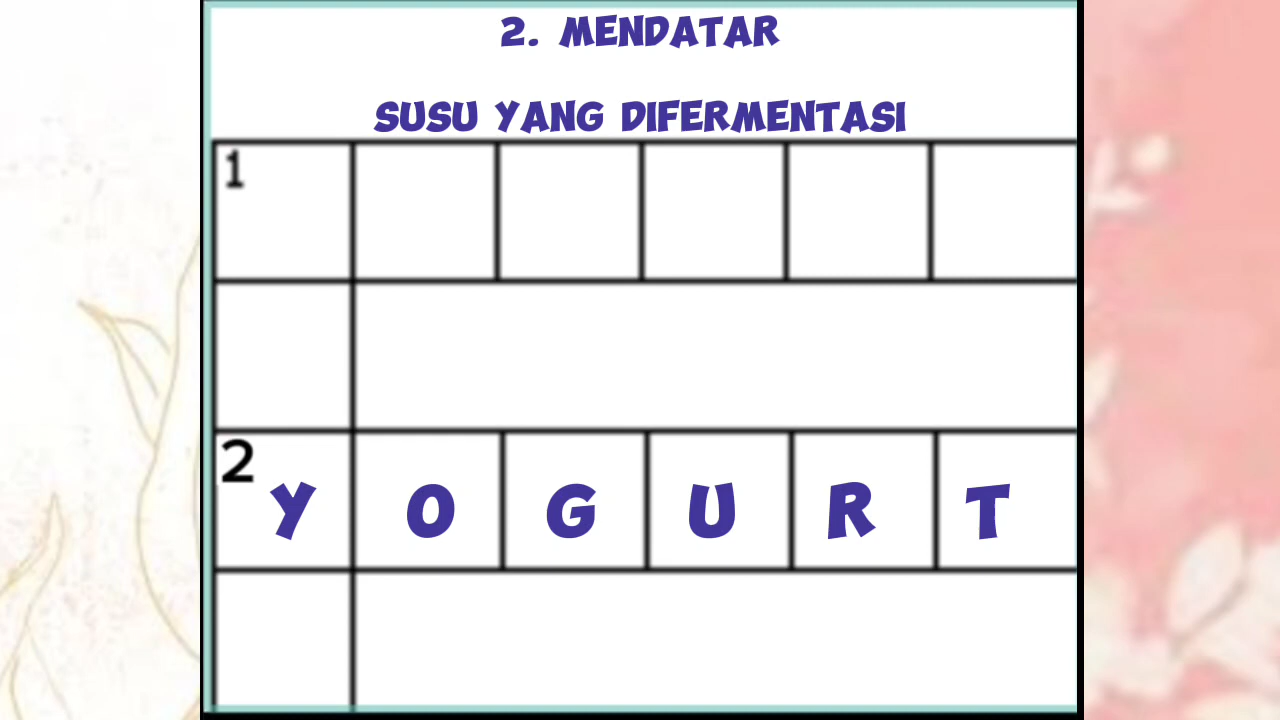 2. MENDATAR
SUSU YANG DIFERMENTASI
1
2 Y O G U R T